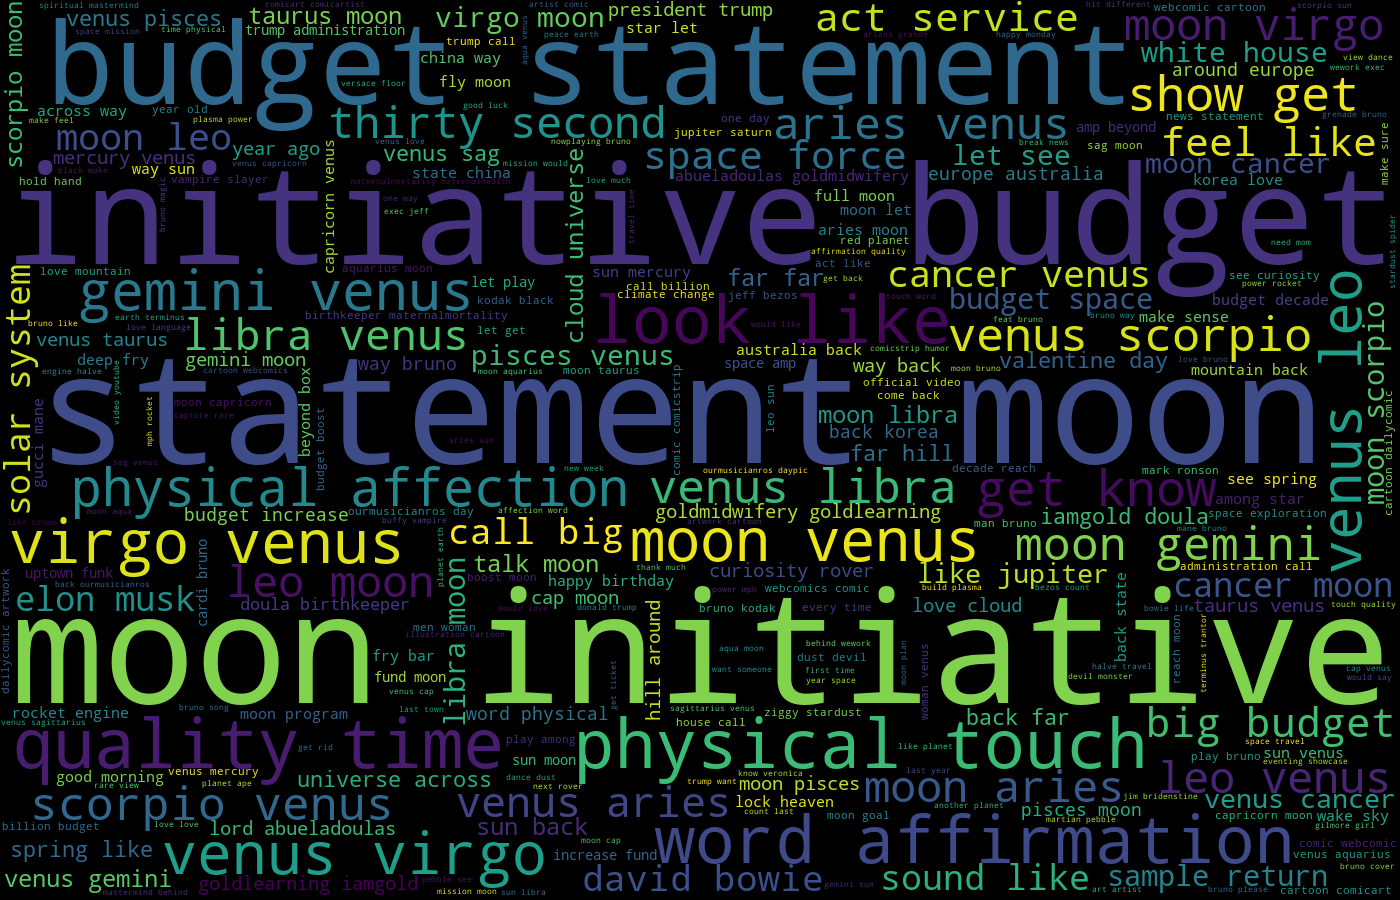 spiritual mastermind
comicart comicartist
artist comic
president trump
hit different
webcomic cartoon
scorpio sun
venus pisces
taurus moon
virgo moon
act service
moon virgo
space mission
time physical
trump administration
star let
peace earth
ariana grande
happy monday
scorpio moon
budget statement
trump call
aqua venus
china way
white house
view dance
around europe
wework exec
versace floor
fly moon
show get
across way
year old
good luck
make feel
plasma power
thirty second
one day
aries venus
amp beyond
news statement
grenade bruno
jupiter saturn
moon leo
year ago
venus love
nowplaying bruno
break news
sag moon
feel like
make sure
mercury venus
way sun
venus sag
space force
let see
moon cancer
black wake
venus capricorn
mission would
state china
europe australia
hold hand
vampire slayer
capricorn venus
maternalmortality maternalhealth
love much
abueladoulas goldmidwifery
korea love
initiative budget
bruno magic
one way
exec jeff
cloud universe
travel time
full moon
moon let
aries moon
red planet
affirmation quality
need mom
stardust spider
love mountain
aquarius moon
let play
sun mercury
call billion
act like
far far
get back
cancer venus
see curiosity
power rocket
solar system
gemini venus
kodak black
climate change
jeff bezos
touch word
budget space
budget decade
earth terminus
birthkeeper maternalmortality
bruno like
love language
let get
look like
would like
feat bruno
bruno way
make sense
venus leo
moon scorpio
venus taurus
libra venus
venus scorpio
deep fry
gemini moon
way bruno
pisces venus
australia back
comicstrip humor
way back
valentine day
love bruno
engine halve
cartoon webcomics
moon aquarius
moon taurus
space amp
moon bruno
mountain back
video youtube
mph rocket
moon capricorn
capture rare
beyond box
budget boost
official video
come back
gucci mane
statement moon
comic comicstrip
leo sun
moon libra
back korea
cartoon dailycomic
aries sun
far hill
sag venus
new week
ourmusicianros daypic
decade reach
mark ronson
see spring
physical affection
venus libra
get know
among star
like bruno
moon aqua
budget increase
ourmusicianros day
affection word
goldmidwifery goldlearning
iamgold doula
space exploration
buffy vampire
artwork cartoon
man bruno
mane bruno
virgo venus
cardi bruno
planet earth
call big
moon venus
moon gemini
back ourmusicianros
talk moon
thank much
administration call
uptown funk
leo moon
boost moon
happy birthday
curiosity rover
like jupiter
build plasma
bezos count
cancer moon
dailycomic artwork
elon musk
doula birthkeeper
libra moon
cap moon
power mph
webcomics comic
bruno kodak
every time
love cloud
back state
bowie life
taurus venus
touch quality
would love
donald trump
moon initiative
men woman
illustration cartoon
hill around
behind wework
aqua moon
dust devil
want someone
first time
year space
moon plan
woman venus
halve travel
devil monster
reach moon
terminus trantor
cap venus
would say
fry bar
fund moon
venus cap
get ticket
rocket engine
bruno song
moon program
last town
word physical
sagittarius venus
ziggy stardust
back far
big budget
venus sagittarius
house call
quality time
get rid
play among
sun moon
physical touch
like planet
play bruno
space travel
sun venus
eventing showcase
good morning
venus mercury
rare view
planet ape
universe across
dance dust
next rover
know veronica
trump want
moon pisces
last year
moon aries
leo venus
scorpio venus
venus aries
lock heaven
count last
another planet
jim bridenstine
pisces moon
martian pebble
venus cancer
capricorn moon
wake sky
gilmore girl
billion budget
love love
lord abueladoulas
sun back
moon cap
moon goal
word affirmation
comic webcomic
spring like
venus virgo
increase fund
venus aquarius
bruno cover
venus gemini
goldlearning iamgold
pebble see
david bowie
gemini sun
sound like
sample return
mastermind behind
mission moon
sun libra
art artist
bruno please
cartoon comicart